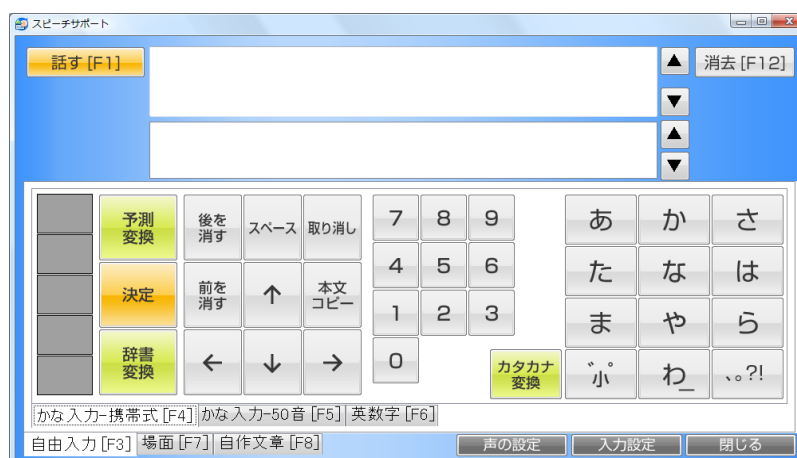 スピーチサポート
話す [F1]
▲
消去 [F12]
▼
▲
▼
予測変換
後を消す
スペース
取り消し
7 8 9
あ か さ
決定
前を消す
↑
本文コピー
4 5 6
た な は
1 2 3
ま や ら
辞書変換
← ↓ →
0
カタカナ変換
゛小゜
わ_
、。?!
かな入力-携帯式 [F4] かな入力-50音 [F5] 英数字 [F6]
自由入力 [F3] 場面 [F7] 自作文章 [F8] 声の設定 入力設定 閉じる